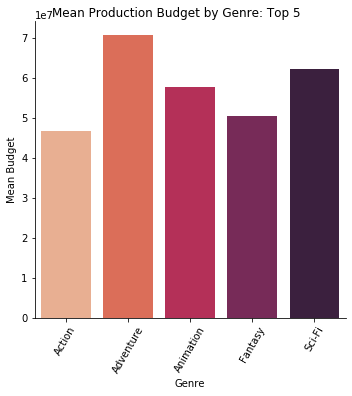 Mean Production Budget by Genre: Top 5
1e7
7
6
5
4
3
2
1
0
Mean Budget
Action
Adventure
Animation
Fantasy
Sci-Fi
Genre